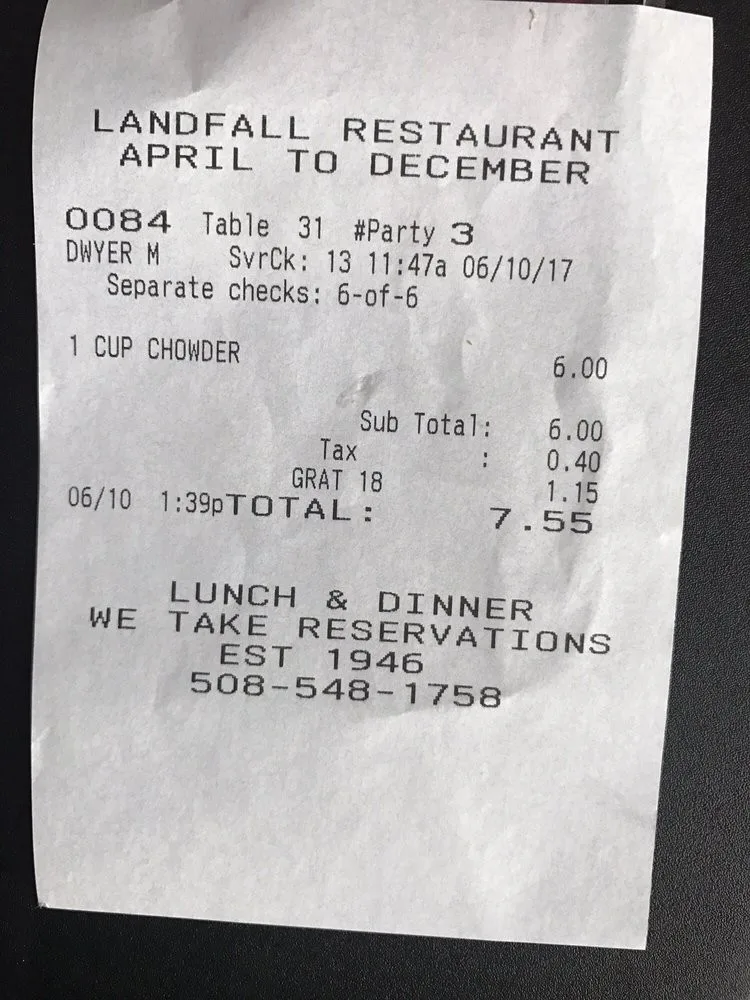 LANDFALL RESTAURANT
APRIL TO DECEMBER
0084 Table 31 #Party 3
DWYER M SvrCk: 13 11:47a 06/10/17
Separate checks: 6-of-6
1 CUP CHOWDER 6.00
Sub Total: 6.00
Tax : 0.40
GRAT 18 1.15
06/10 1:39pTOTAL: 7.55
LUNCH & DINNER
WE TAKE RESERVATIONS
EST 1946
508-548-1758